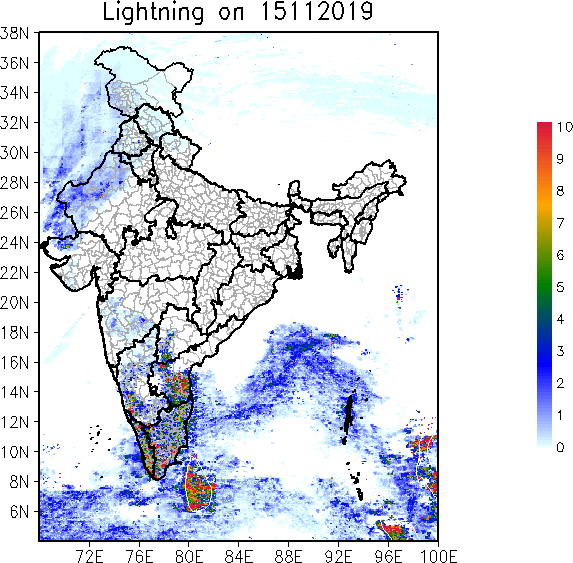 Lightning on 15112019
38N
36N
34N
32N
30N
28N
26N
24N
22N
20N
18N
16N
14N
12N
10N
8N
6N
72E 76E 80E 84E 88E 92E 96E 100E
10
9
8
7
6
5
4
3
2
1
0